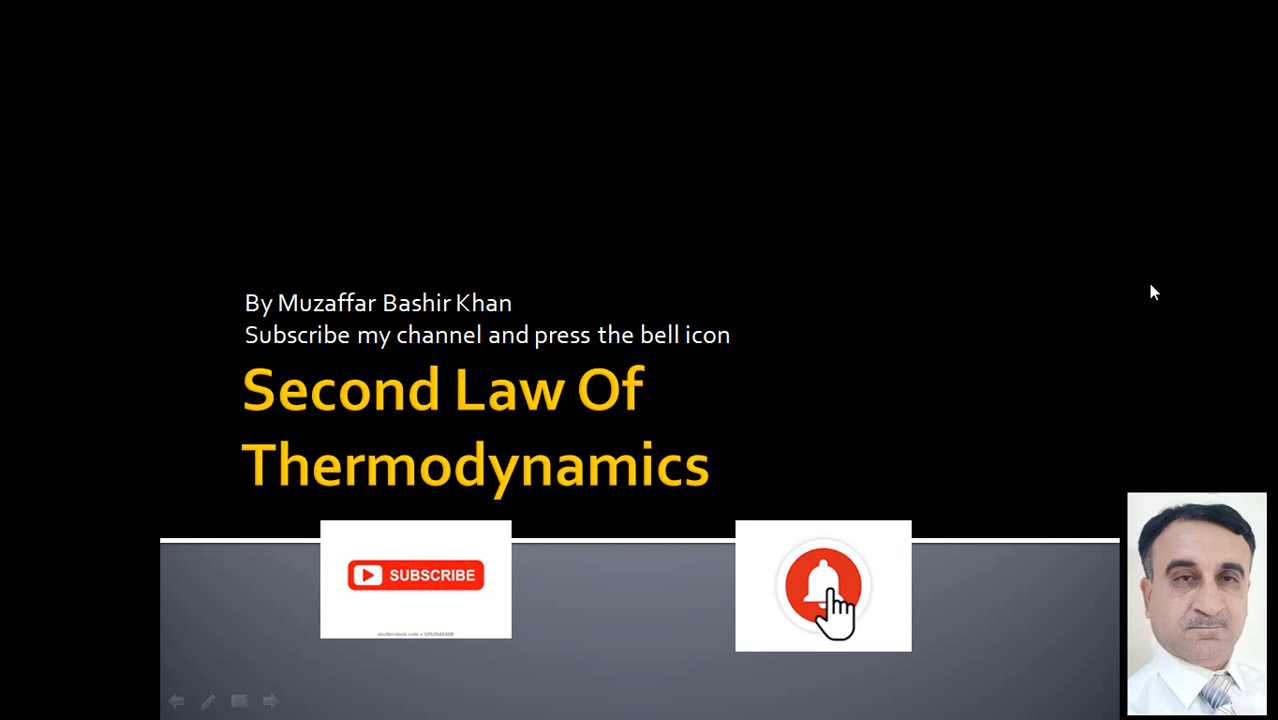 By Muzaffar Bashir Khan
Subscribe my channel and press the bell icon
Second Law Of
Thermodynamics
SUBSCRIBE